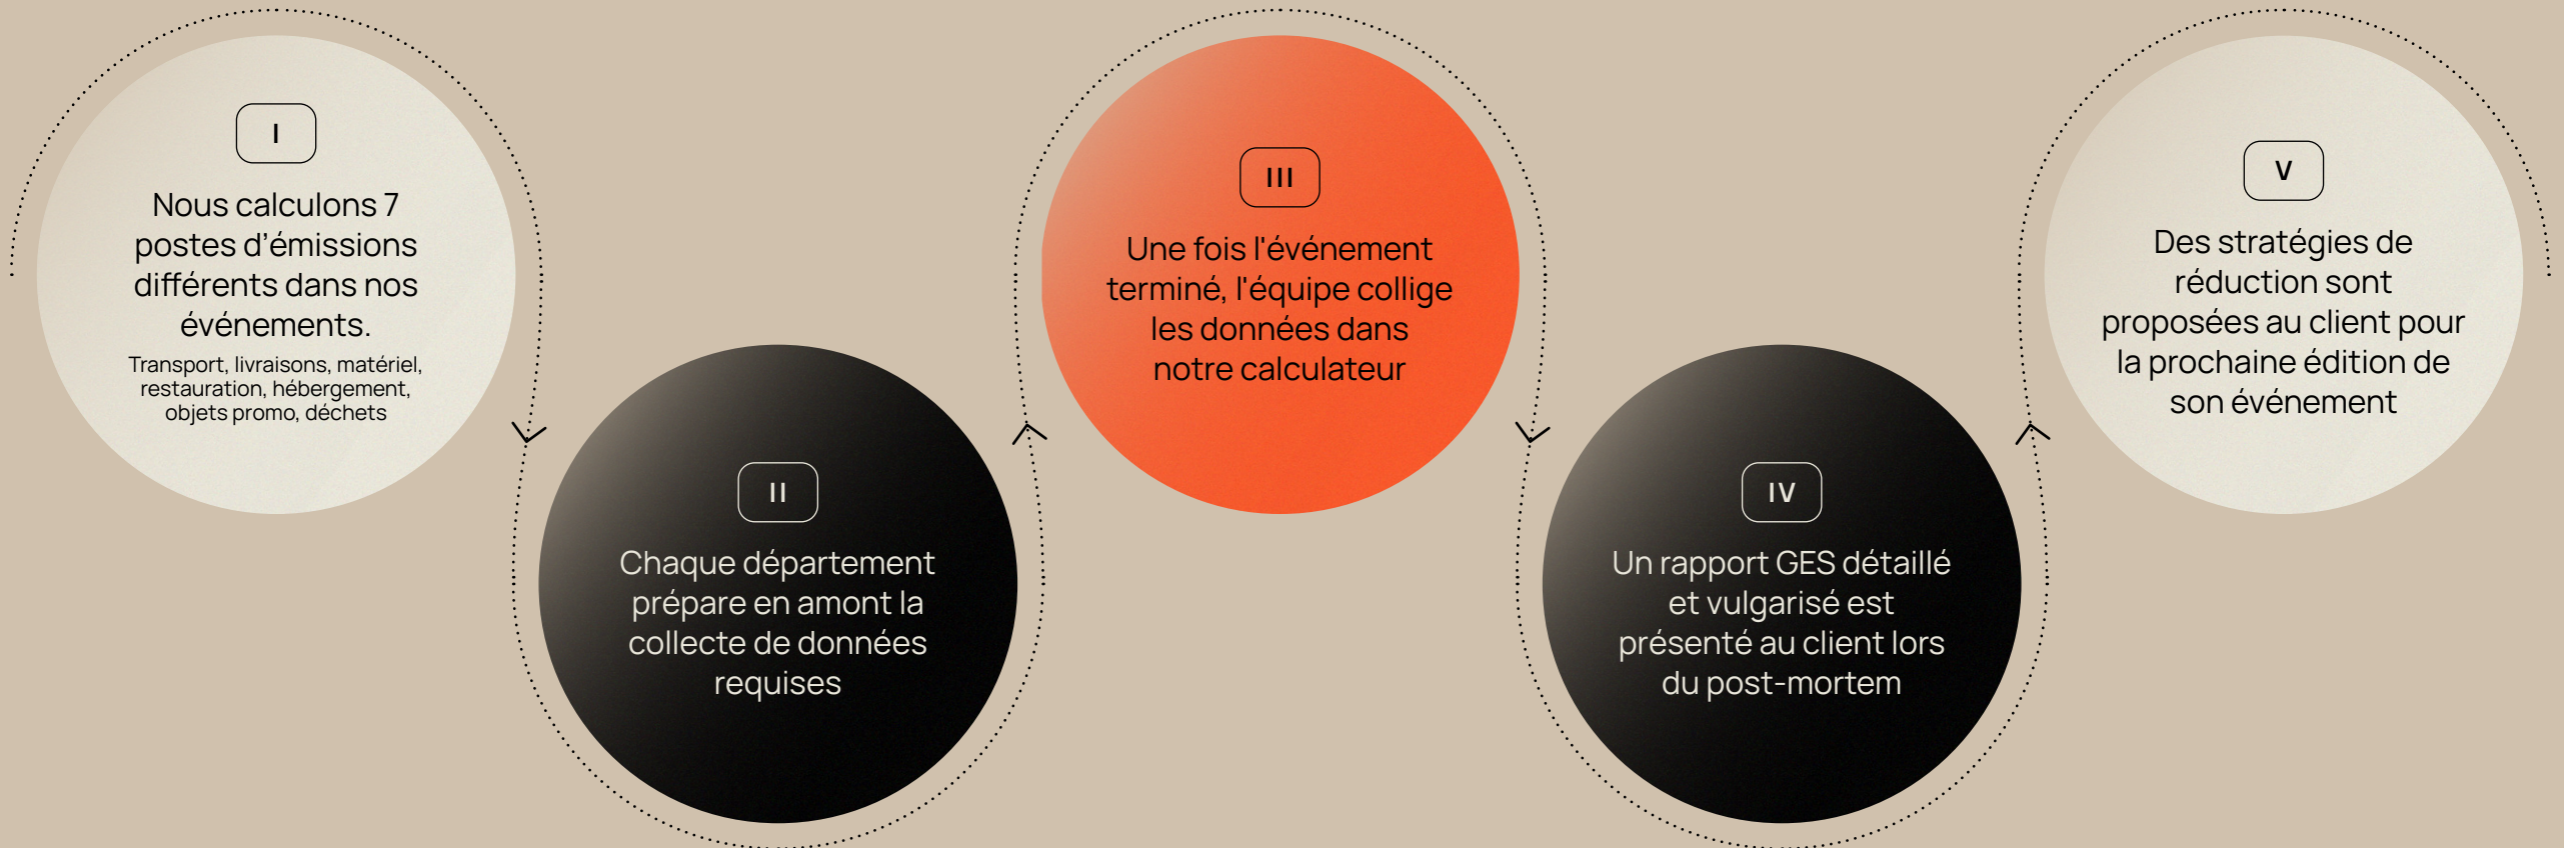 I
Nous calculons 7
postes d’émissions
différents dans nos
événements.
Transport, livraisons, matériel,
restauration, hébergement,
objets promo, déchets
II
Chaque département
prépare en amont la
collecte de données
requises
III
Une fois l'événement
terminé, l'équipe collige
les données dans
notre calculateur
IV
Un rapport GES détaillé
et vulgarisé est
présenté au client lors
du post-mortem
V
Des stratégies de
réduction sont
proposées au client pour
la prochaine édition de
son événement